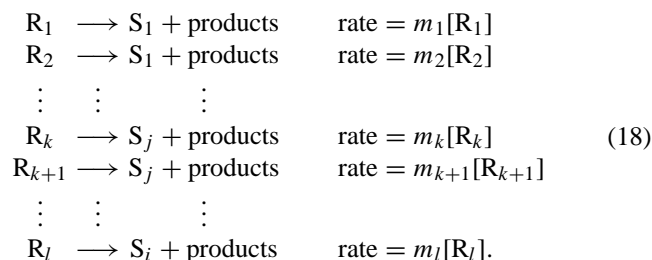 R₁ ⟶ S₁ + products rate = m₁[R₁]
R₂ ⟶ S₁ + products rate = m₂[R₂]
⋮ ⋮ ⋮
Rₖ ⟶ Sⱼ + products rate = mₖ[Rₖ] (18)
Rₖ₊₁ ⟶ Sⱼ + products rate = mₖ₊₁[Rₖ₊₁]
⋮ ⋮ ⋮
Rₗ ⟶ Sᵢ + products rate = mₗ[Rₗ].